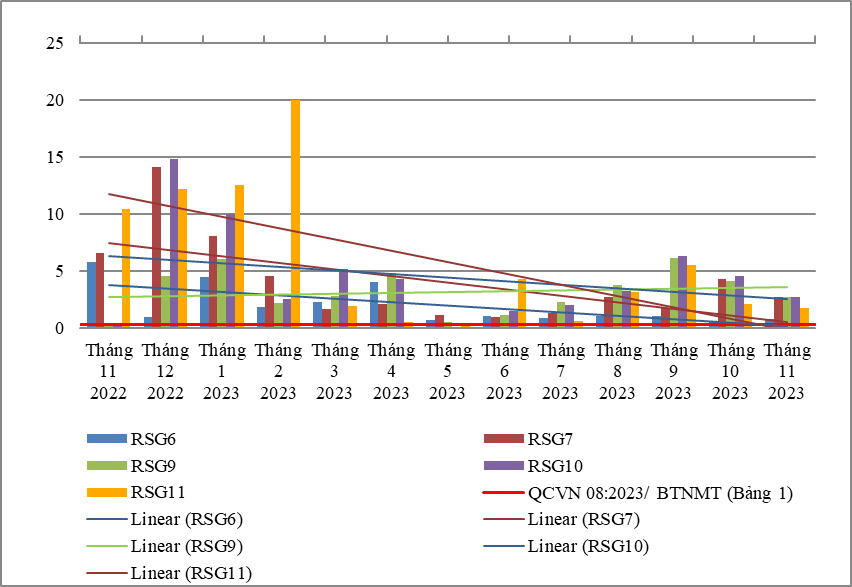 25
20
15
10
5
0
Tháng Tháng Tháng Tháng Tháng Tháng Tháng Tháng Tháng Tháng Tháng Tháng Tháng
11 12 1 2 3 4 5 6 7 8 9 10 11
2022 2022 2023 2023 2023 2023 2023 2023 2023 2023 2023 2023 2023
RSG6 RSG7
RSG9 RSG10
RSG11 QCVN 08:2023/ BTNMT (Bảng 1)
Linear (RSG6) Linear (RSG7)
Linear (RSG9) Linear (RSG10)
Linear (RSG11)